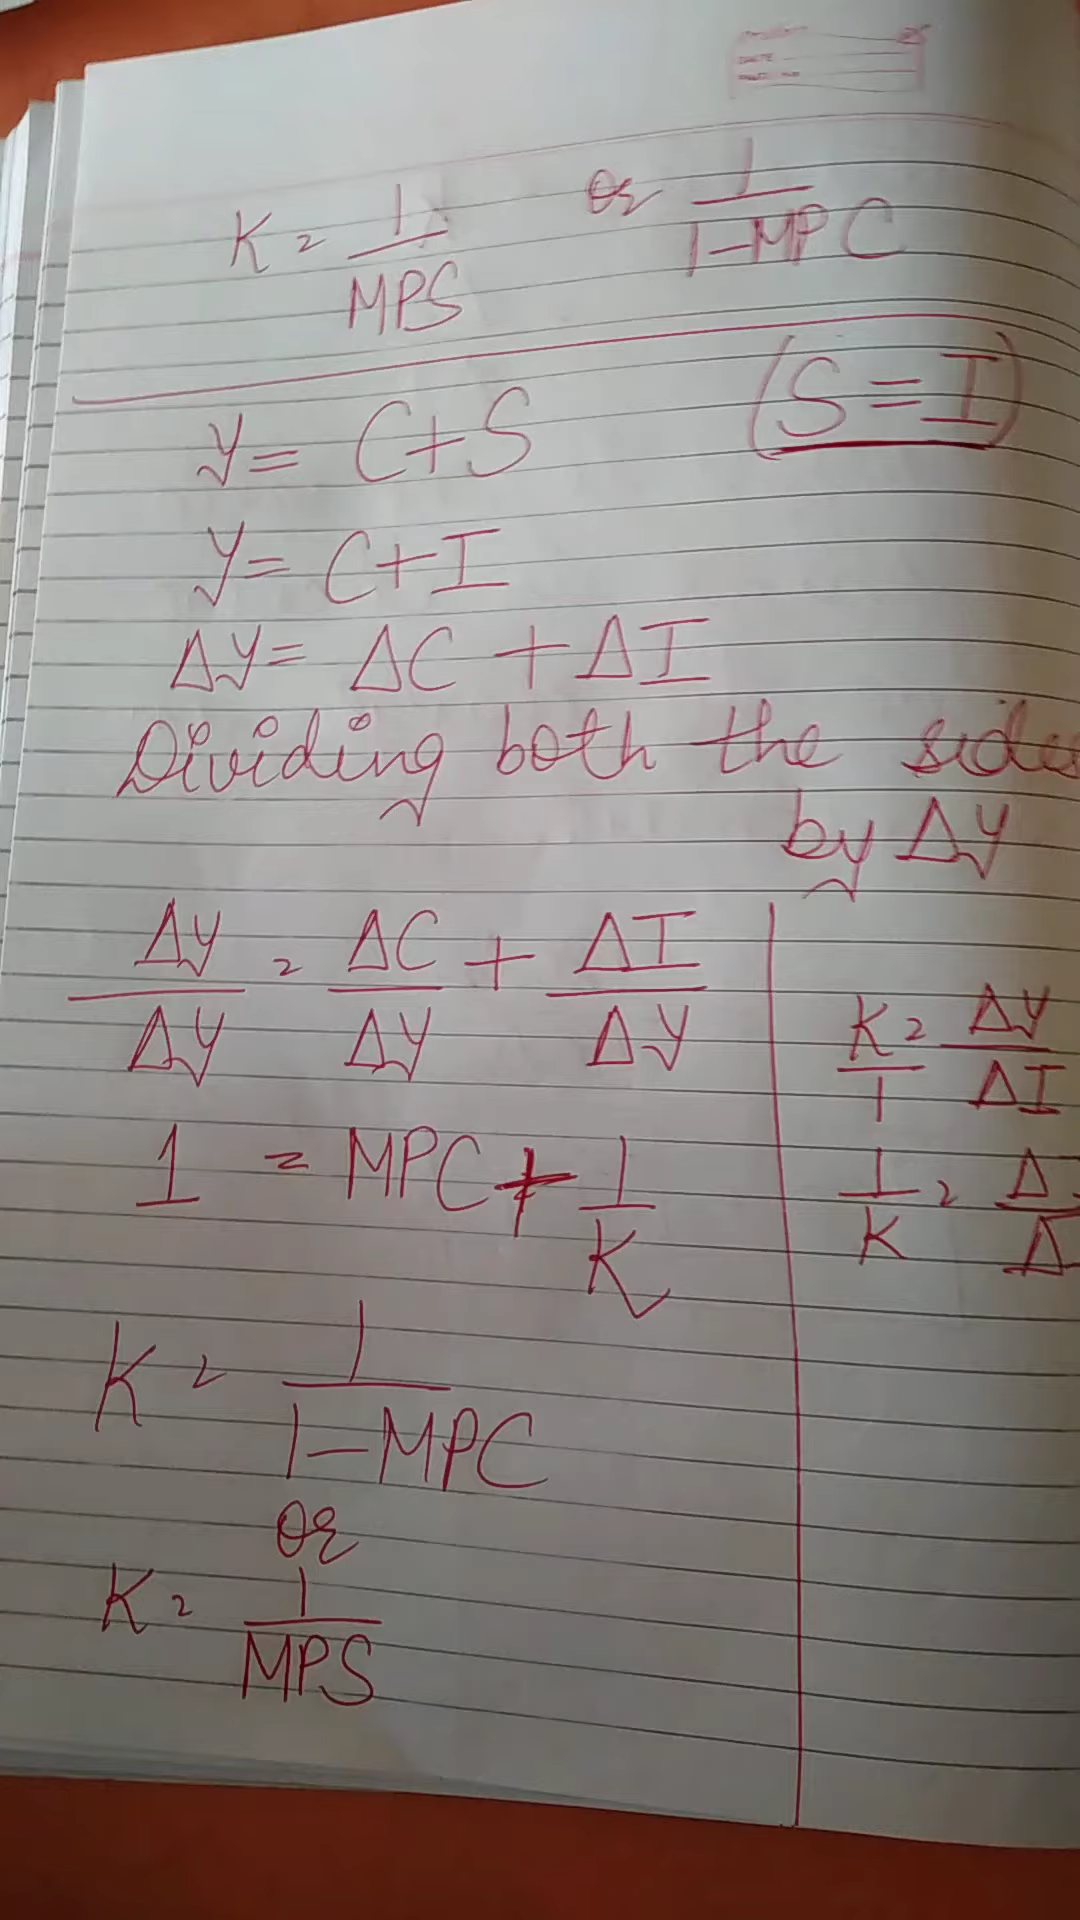 K = 1/MPS or 1/1-MPC
Y = C+S (S = I)
Y = C+I
ΔY = ΔC + ΔI
Dividing both the sides
by ΔY
ΔY/ΔY = ΔC/ΔY + ΔI/ΔY
K/1 = ΔY/ΔI
1 = MPC + 1/K
1/K = Δ/Δ
K = 1/1-MPC
or
K = 1/MPS